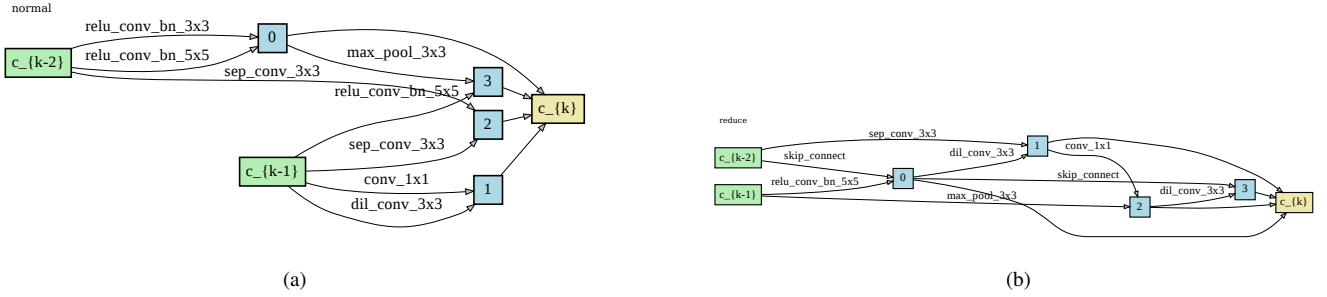 normal
relu_conv_bn_3x3
0
c_{k-2}
relu_conv_bn_5x5
max_pool_3x3
sep_conv_3x3
3
relu_conv_bn_5x5
c_{k}
2
sep_conv_3x3
c_{k-1}
conv_1x1
1
dil_conv_3x3
(a)
reduce
sep_conv_3x3
1
c_{k-2}
skip_connect
dil_conv_3x3
conv_1x1
0
skip_connect
c_{k-1}
relu_conv_bn_5x5
dil_conv_3x3
3
max_pool_3x3
2
c_{k}
(b)